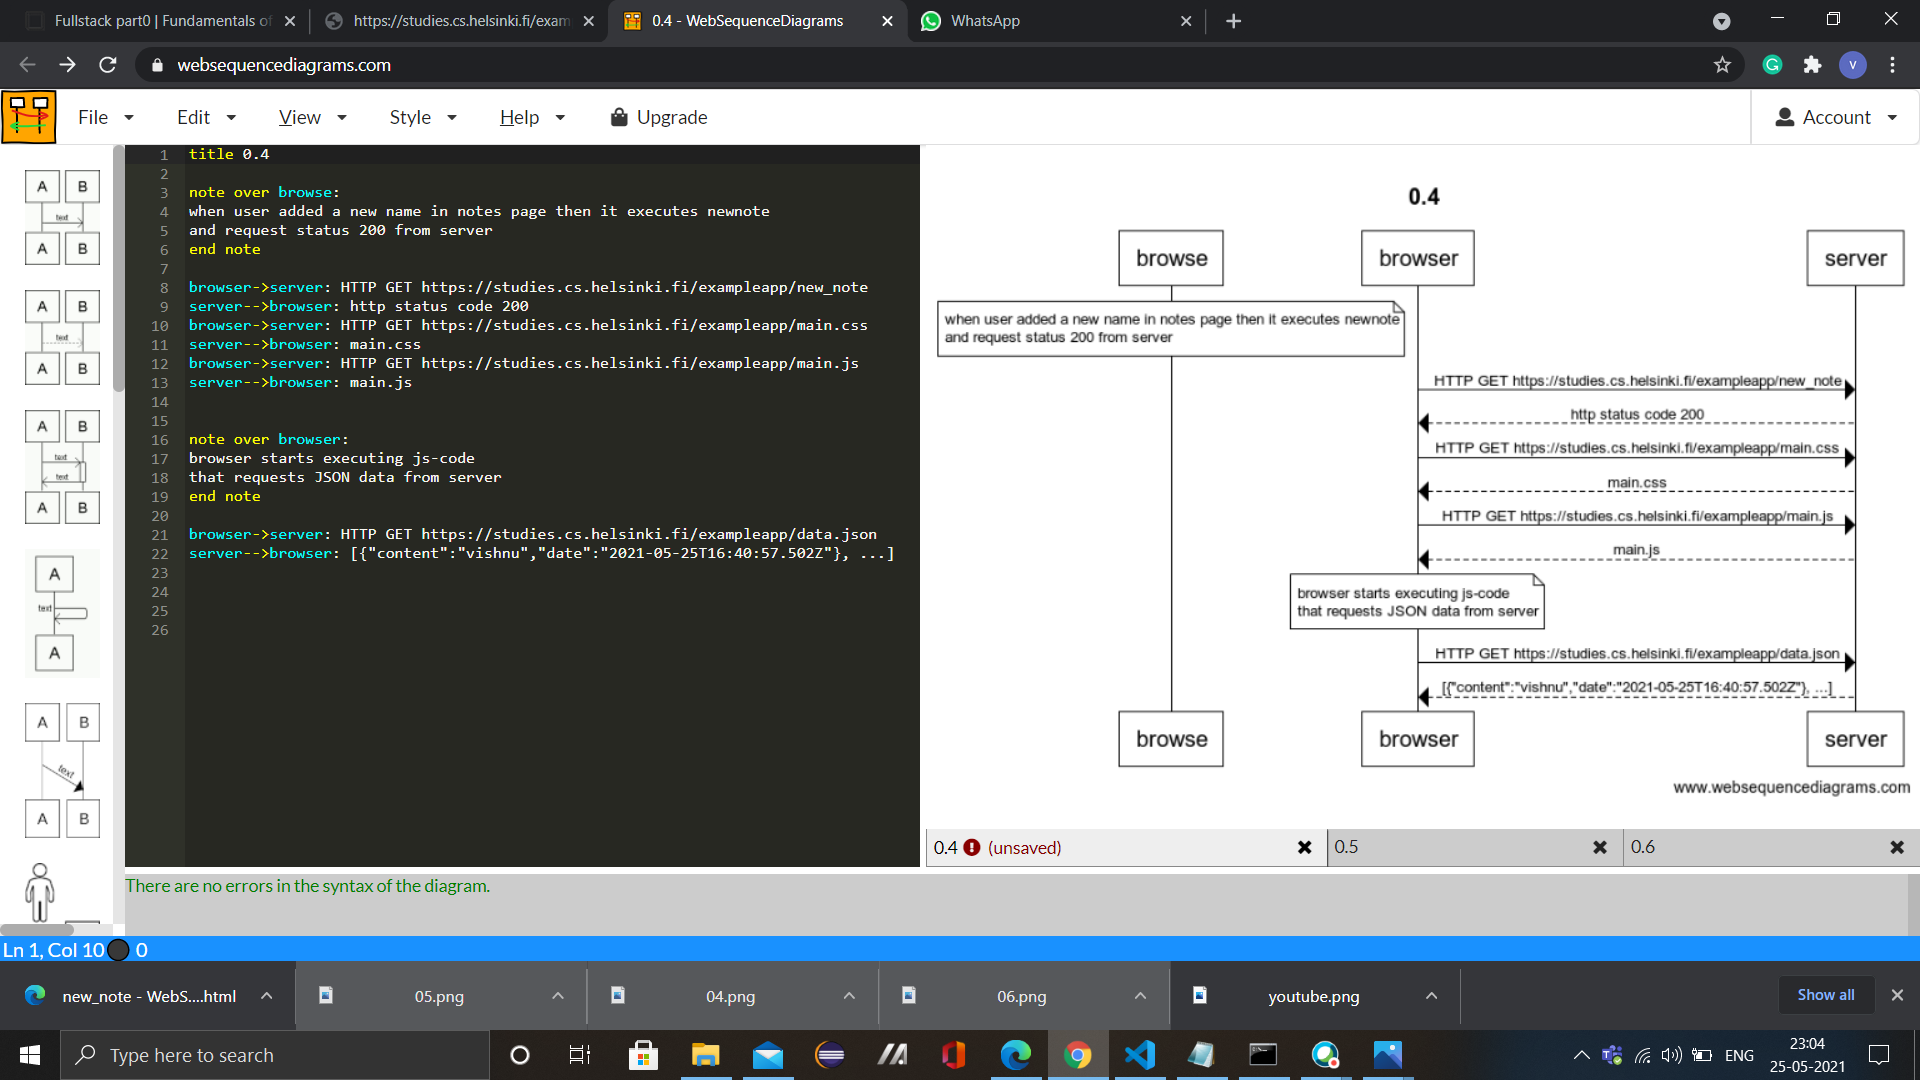 Fullstack part0 | Fundamentals of
https://studies.cs.helsinki.fi/exam
0.4 - WebSequenceDiagrams
WhatsApp
websequencediagrams.com
V
File
Edit
View
Style
Help
Upgrade
Account
1 title 0.4
2
3 note over browse:
4 when user added a new name in notes page then it executes newnote
5 and request status 200 from server
6 end note
7
8 browser->server: HTTP GET https://studies.cs.helsinki.fi/exampleapp/new_note
9 server-->browser: http status code 200
10 browser->server: HTTP GET https://studies.cs.helsinki.fi/exampleapp/main.css
11 server-->browser: main.css
12 browser->server: HTTP GET https://studies.cs.helsinki.fi/exampleapp/main.js
13 server-->browser: main.js
14
15
16 note over browser:
17 browser starts executing js-code
18 that requests JSON data from server
19 end note
20
21 browser->server: HTTP GET https://studies.cs.helsinki.fi/exampleapp/data.json
22 server-->browser: [{"content":"vishnu","date":"2021-05-25T16:40:57.502Z"}, ...]
23
24
25
26
A B
text
A B
A B
text
A B
A B
text
text
A B
A
text
A
A B
text
A B
0.4
browse browser server
when user added a new name in notes page then it executes newnote
and request status 200 from server
HTTP GET https://studies.cs.helsinki.fi/exampleapp/new_note
http status code 200
HTTP GET https://studies.cs.helsinki.fi/exampleapp/main.css
main.css
HTTP GET https://studies.cs.helsinki.fi/exampleapp/main.js
main.js
browser starts executing js-code
that requests JSON data from server
HTTP GET https://studies.cs.helsinki.fi/exampleapp/data.json
[{"content":"vishnu","date":"2021-05-25T16:40:57.502Z"}, ...]
browse browser server
www.websequencediagrams.com
0.4 (unsaved)
0.5
0.6
There are no errors in the syntax of the diagram.
Ln 1, Col 10 0
new_note - WebS....html
05.png
04.png
06.png
youtube.png
Show all
Type here to search
ENG
23:04
25-05-2021